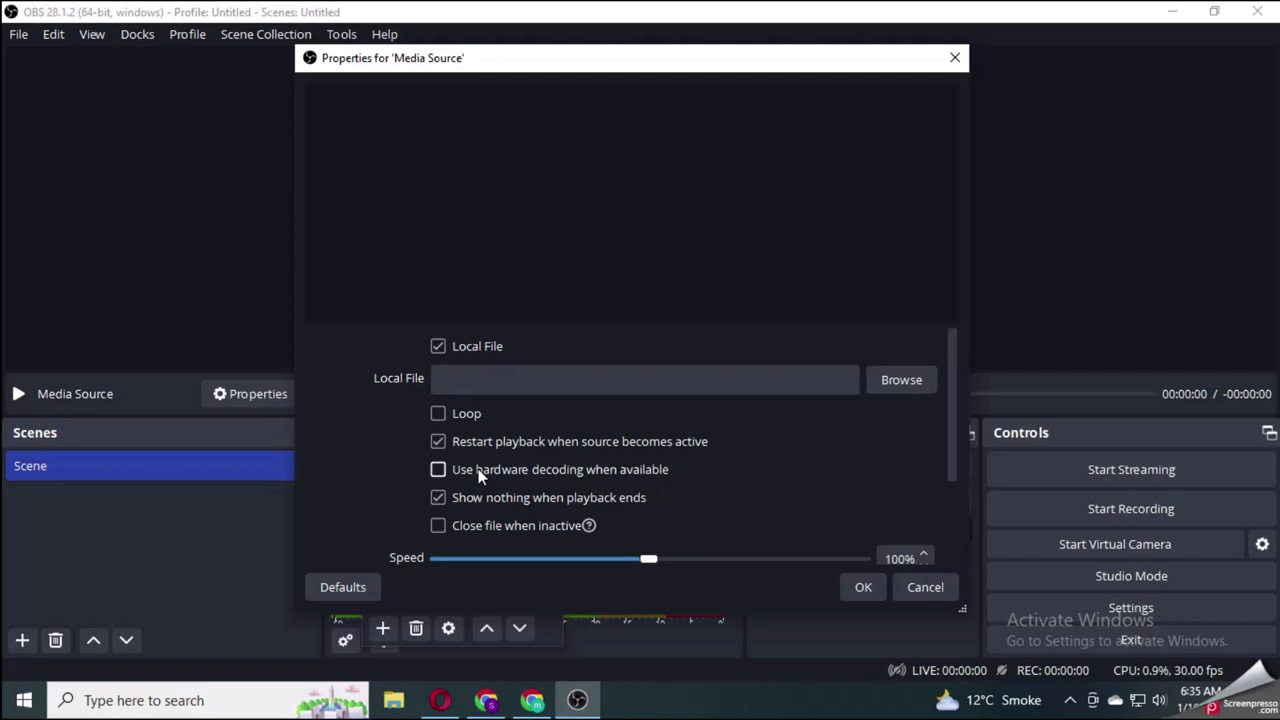 OBS 28.1.2 (64-bit, windows) - Profile: Untitled - Scenes: Untitled
File Edit View Docks Profile Scene Collection Tools Help
Properties for 'Media Source'
Local File
Local File Browse
Media Source Properties 00:00:00 / -00:00:00
Loop
Scenes Controls
Restart playback when source becomes active
Scene Use hardware decoding when available Start Streaming
Show nothing when playback ends
Start Recording
Close file when inactive
Start Virtual Camera
Speed 100%
Studio Mode
Defaults OK Cancel
Settings
Activate Windows
Exit
Go to Settings to activate Windows.
LIVE: 00:00:00 REC: 00:00:00 CPU: 0.9%, 30.00 fps
Type here to search 12°C Smoke 6:35 AM
Screenpresso
.com